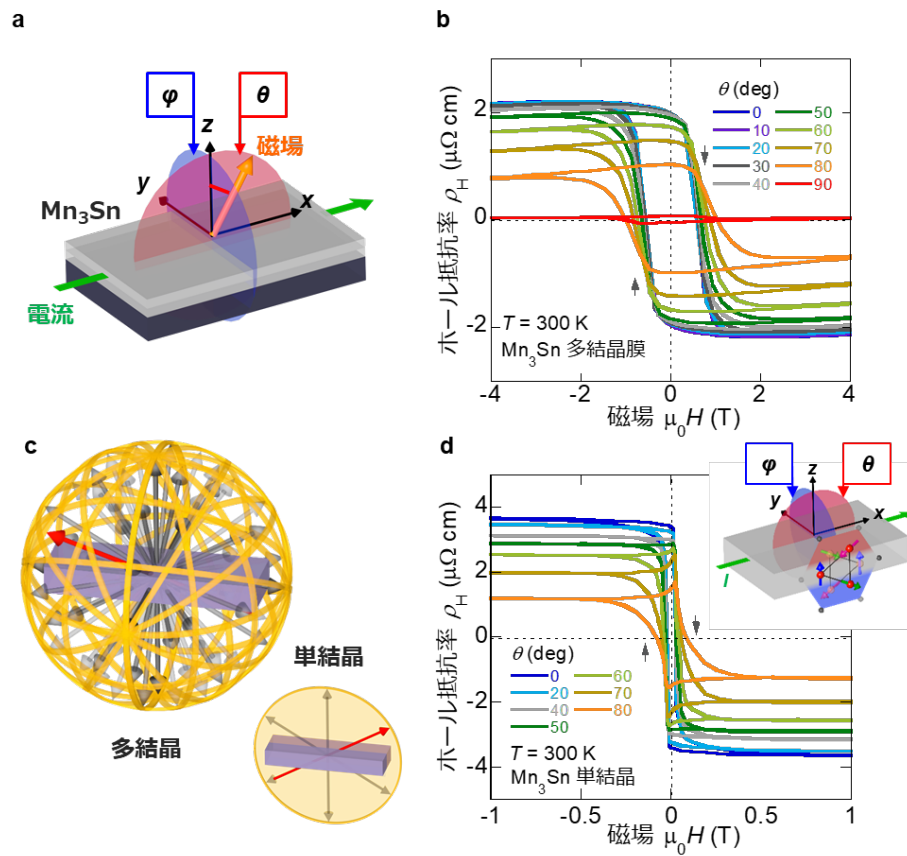 a
φ
θ
z
磁場
y
x
Mn₃Sn
電流
b
ホール抵抗率 ρH (μΩ cm)
2
0
-2
θ (deg)
0 50
10 60
20 70
30 80
40 90
T = 300 K
Mn₃Sn 多結晶膜
-4 -2 0 2 4
磁場 μ₀H (T)
c
単結晶
多結晶
d
φ
θ
z
y
x
I
ホール抵抗率 ρH (μΩ cm)
4
2
0
-2
-4
θ (deg)
0 60
20 70
40 80
50
T = 300 K
Mn₃Sn 単結晶
-1 -0.5 0 0.5 1
磁場 μ₀H (T)